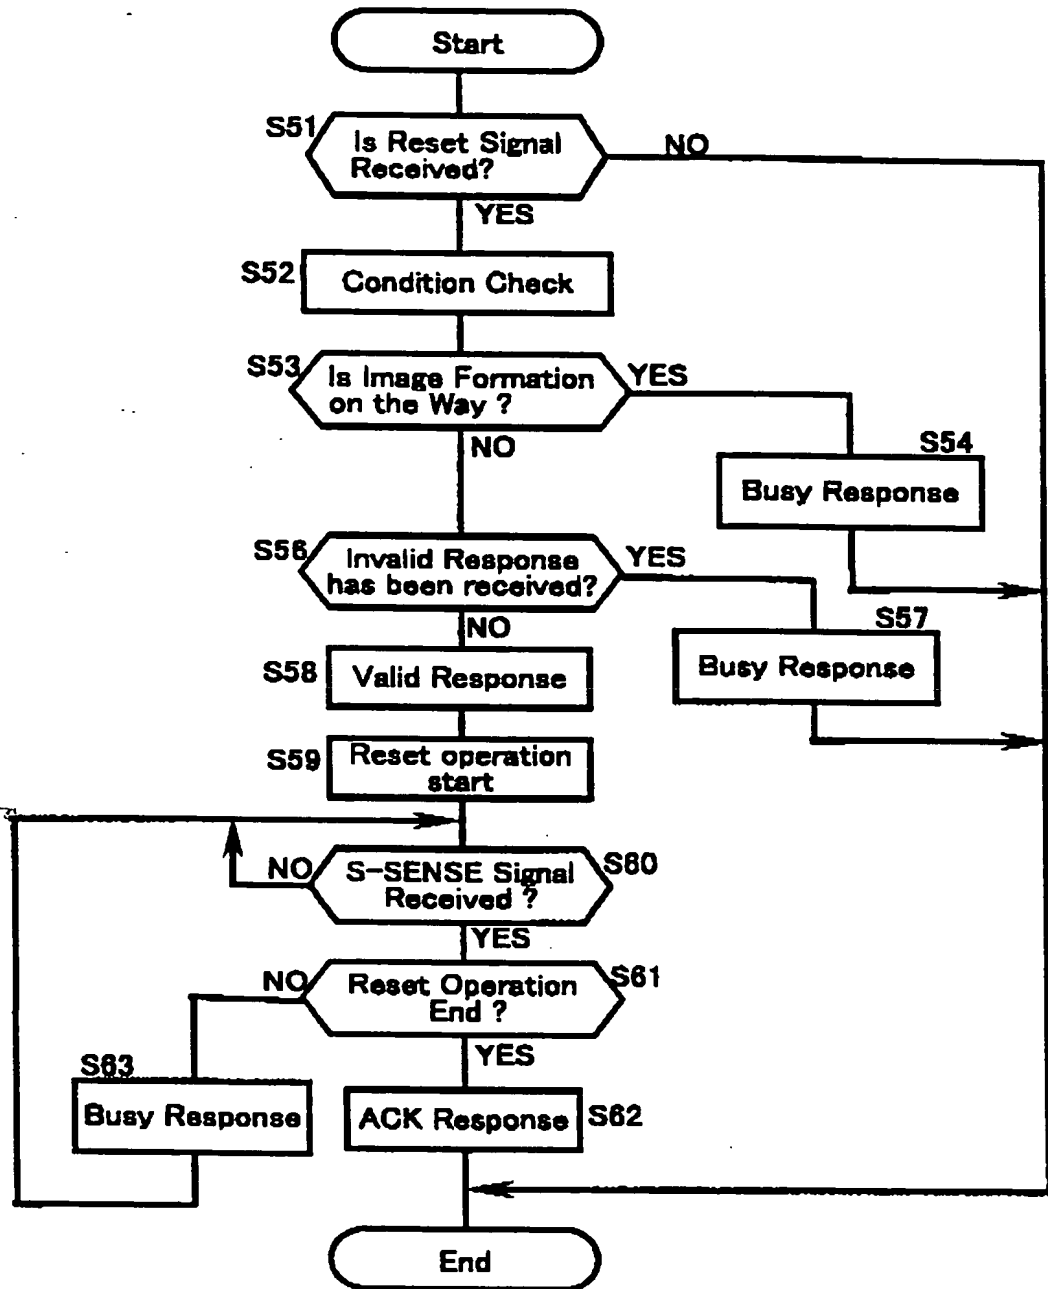 Start
S51
Is Reset Signal
Received?
NO
YES
S52
Condition Check
S53
Is Image Formation
on the Way ?
YES
NO
S54
Busy Response
S56
Invalid Response
has been received?
YES
NO
S57
Busy Response
S58
Valid Response
S59
Reset operation
start
NO
S-SENSE Signal
Received ?
S60
YES
NO
Reset Operation
End ?
S61
YES
S63
Busy Response
ACK Response
S62
End